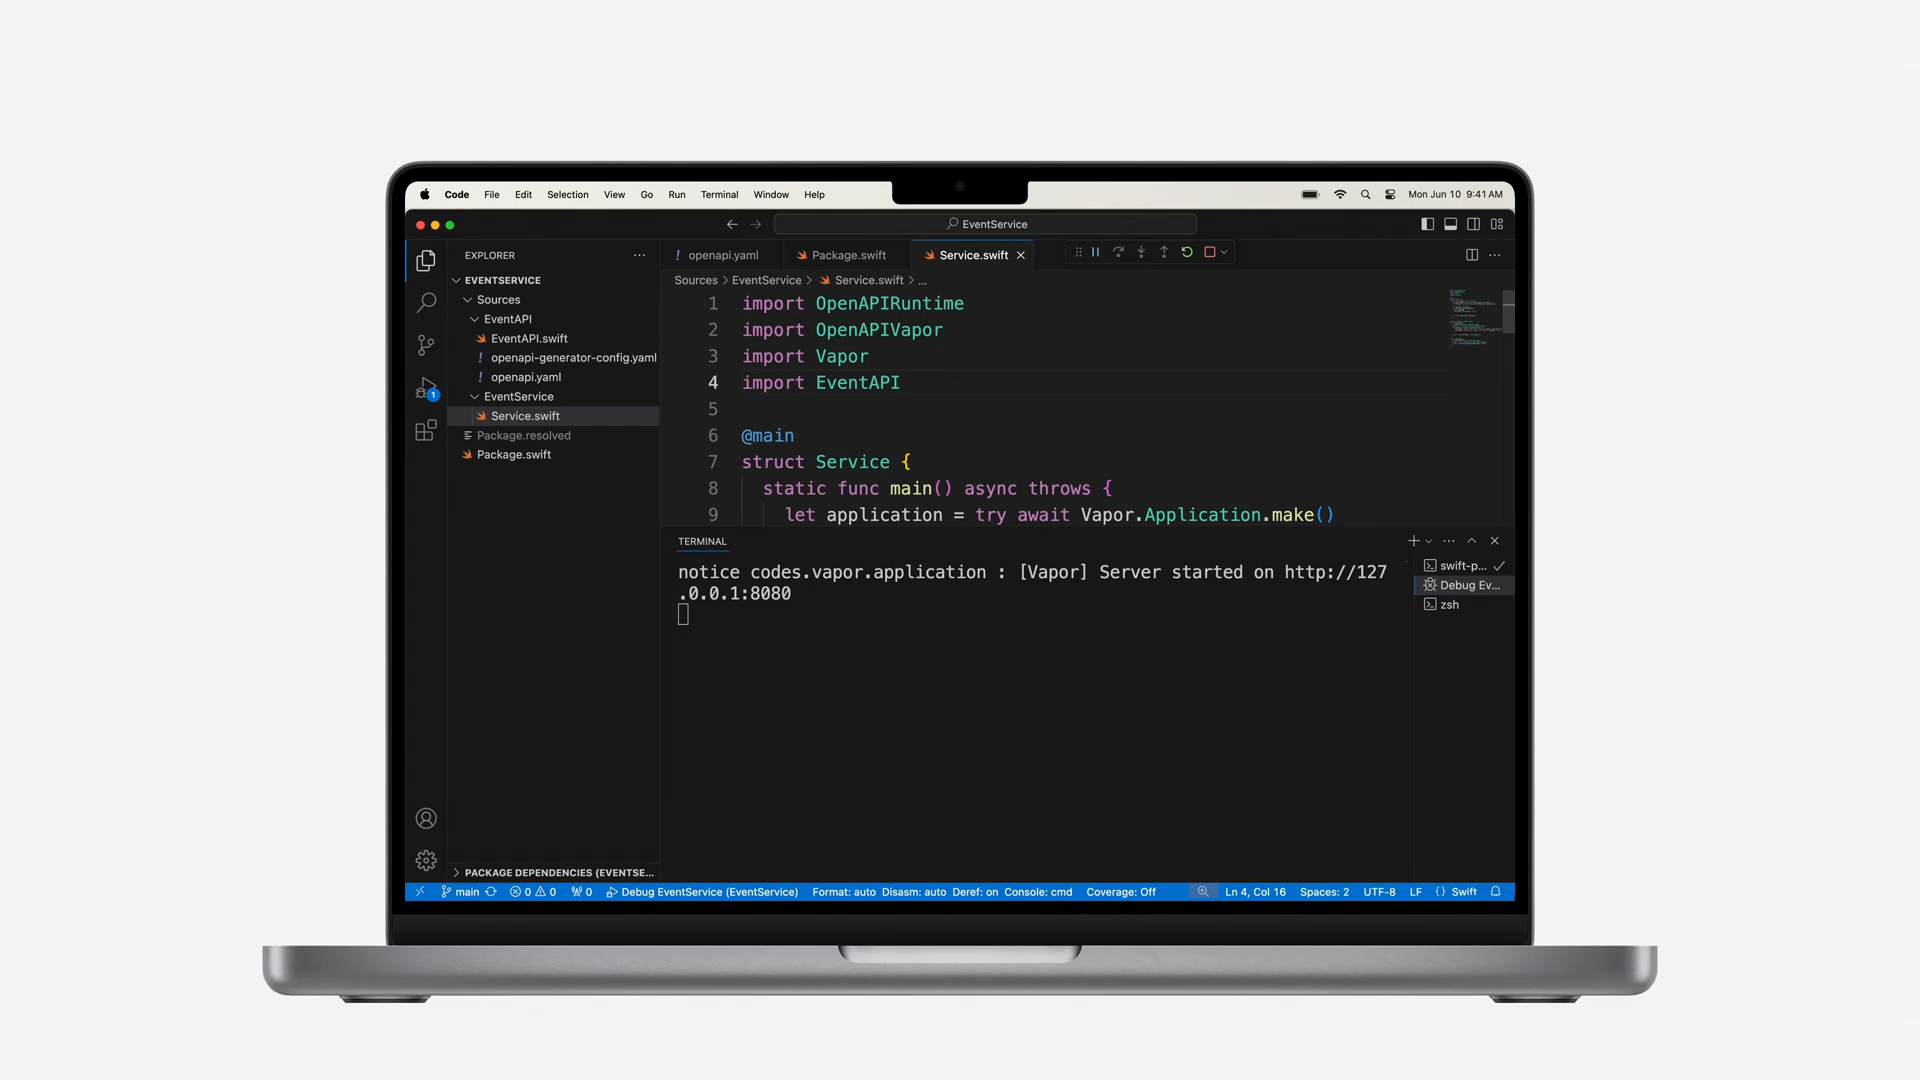 Code File Edit Selection View Go Run Terminal Window Help Mon Jun 10 9:41 AM
EventService
EXPLORER
EVENTSERVICE
Sources
EventAPI
EventAPI.swift
openapi-generator-config.yaml
openapi.yaml
EventService
Service.swift
Package.resolved
Package.swift
PACKAGE DEPENDENCIES (EVENTSE...
! openapi.yaml Package.swift Service.swift
Sources > EventService > Service.swift > ...
1 import OpenAPIRuntime
2 import OpenAPIVapor
3 import Vapor
4 import EventAPI
5
6 @main
7 struct Service {
8 static func main() async throws {
9 let application = try await Vapor.Application.make()
TERMINAL
notice codes.vapor.application : [Vapor] Server started on http://127
.0.0.1:8080
swift-p...
Debug Ev...
zsh
1
main 0 0 0 Debug EventService (EventService) Format: auto Disasm: auto Deref: on Console: cmd Coverage: Off Ln 4, Col 16 Spaces: 2 UTF-8 LF {} Swift